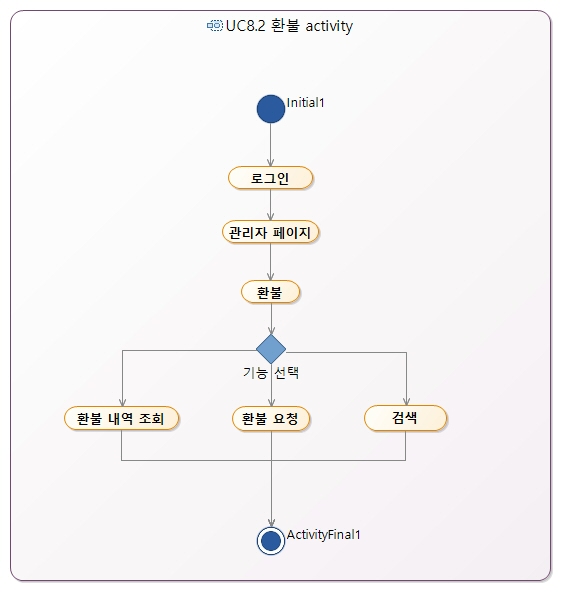 UC8.2 환불 activity
Initial1
로그인
관리자 페이지
환불
기능 선택
환불 내역 조회
환불 요청
검색
ActivityFinal1